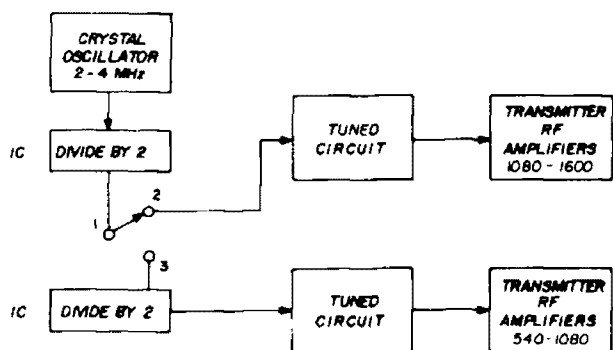 CRYSTAL
OSCILLATOR
2 - 4 MHz
IC
DIVIDE BY 2
1
2
3
TUNED
CIRCUIT
TRANSMITTER
RF
AMPLIFIERS
1080 - 1600
IC
DIVIDE BY 2
TUNED
CIRCUIT
TRANSMITTER
RF
AMPLIFIERS
540 - 1080